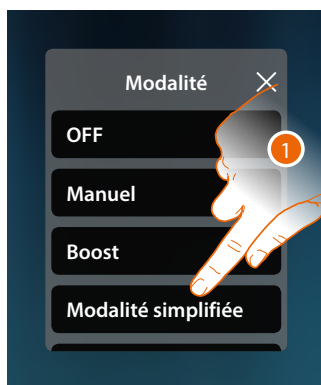 Modalité
OFF
1
Manuel
Boost
Modalité simplifiée